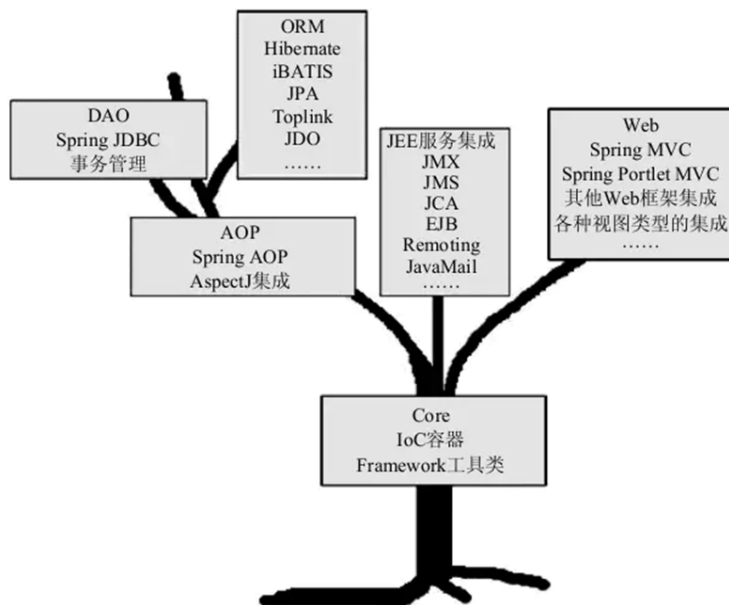 ORM
Hibernate
iBATIS
JPA
Toplink
JDO
……
DAO
Spring JDBC
事务管理
JEE服务集成
JMX
JMS
JCA
EJB
Remoting
JavaMail
……
Web
Spring MVC
Spring Portlet MVC
其他Web框架集成
各种视图类型的集成
……
AOP
Spring AOP
AspectJ集成
Core
IoC容器
Framework工具类